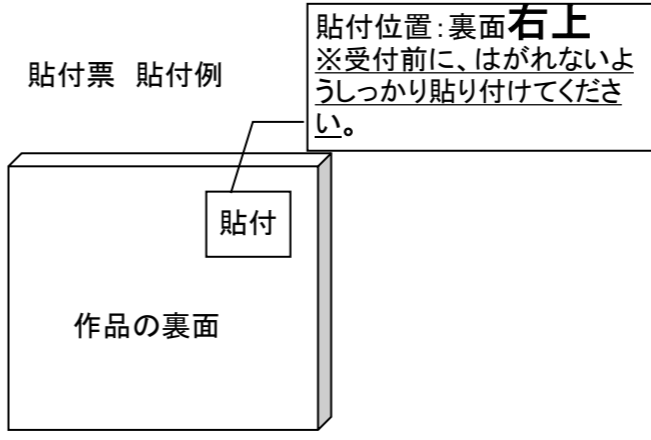 貼付票 貼付例
貼付位置：裏面右上
※受付前に、はがれないよ
うしっかり貼り付けてくださ
い。
貼付
作品の裏面